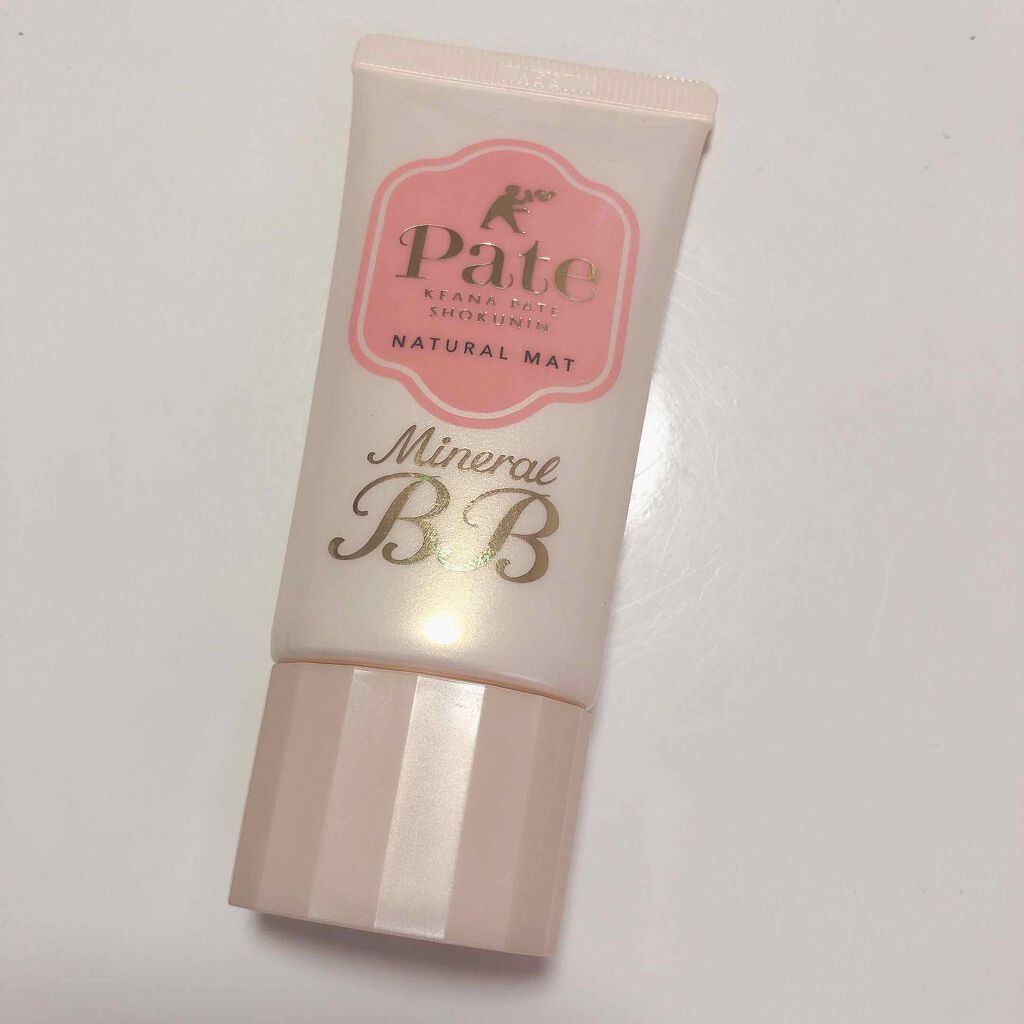 Pate
KEANA PATE
SHOKUNIN
NATURAL MAT
Mineral
BB